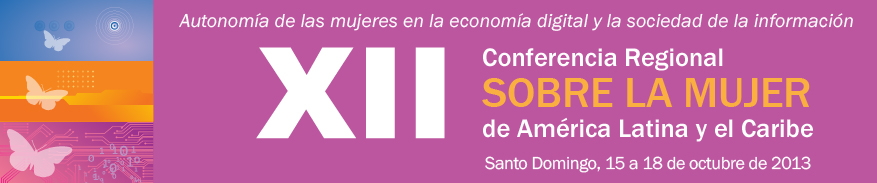 Autonomía de las mujeres en la economía digital y la sociedad de la información
XII
Conferencia Regional
SOBRE LA MUJER
de América Latina y el Caribe
Santo Domingo, 15 a 18 de octubre de 2013